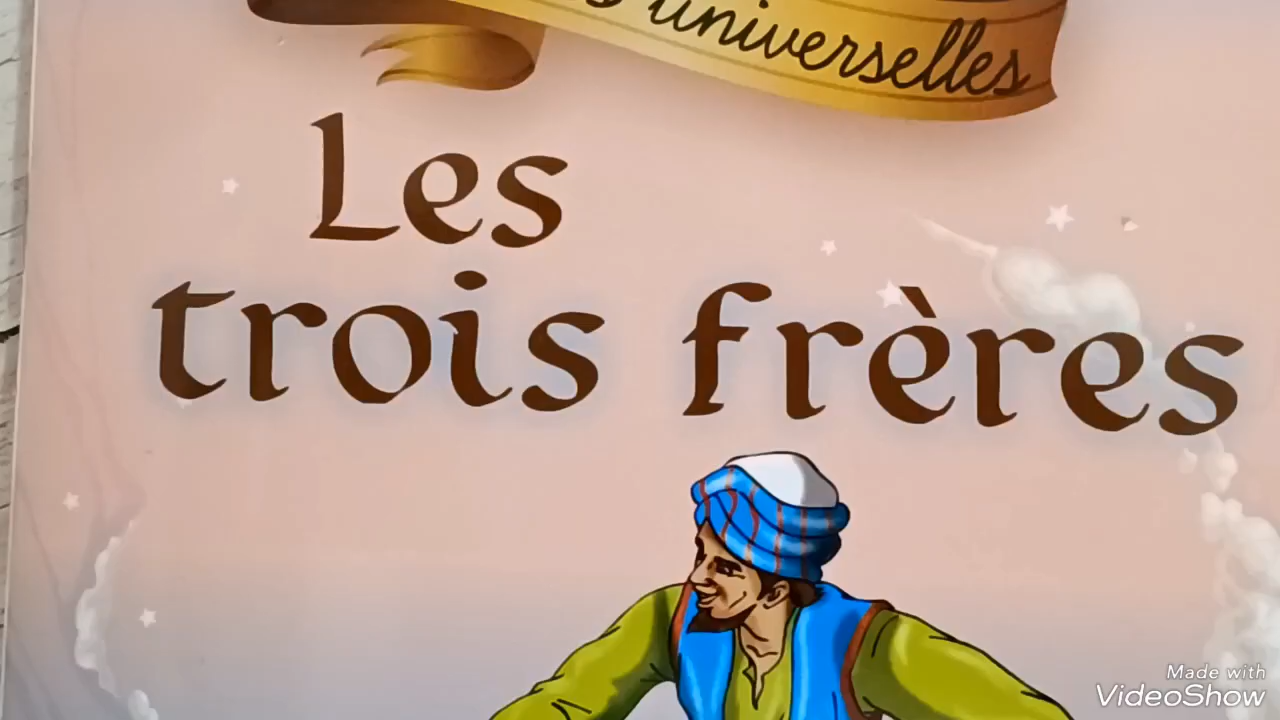 universelles
Les
trois frères
Made with
VideoShow